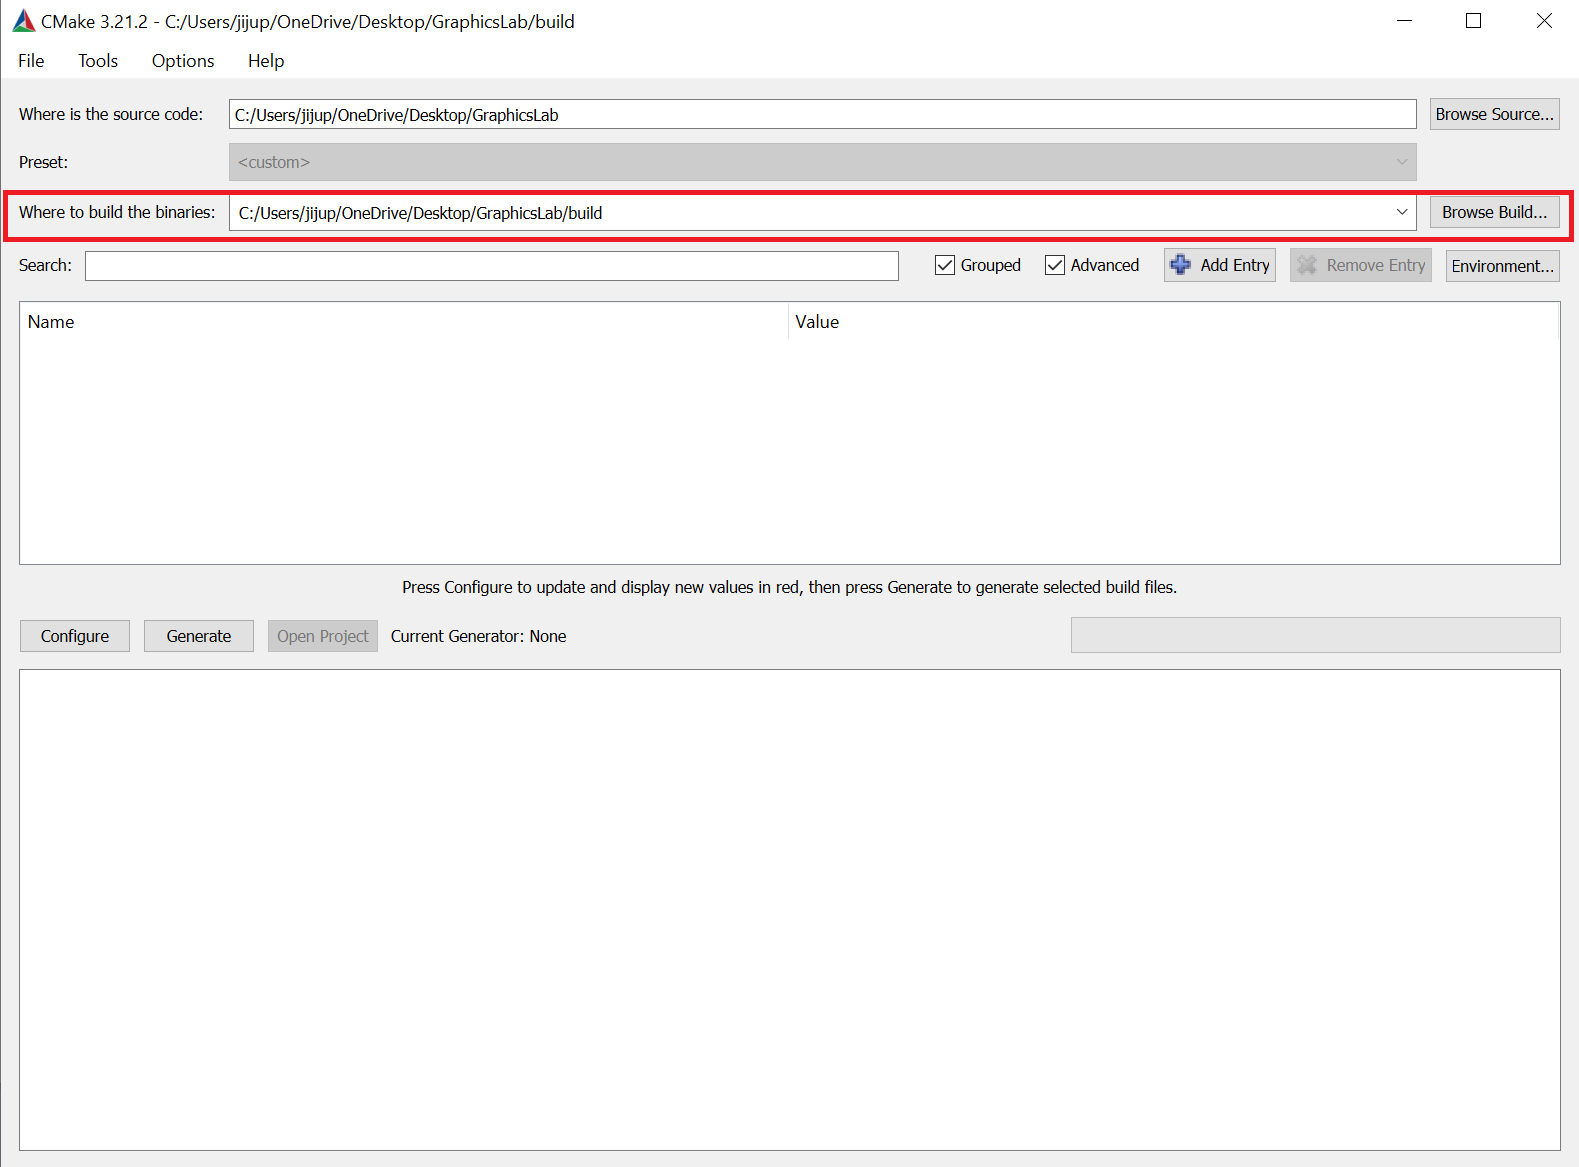 CMake 3.21.2 - C:/Users/jijup/OneDrive/Desktop/GraphicsLab/build
File Tools Options Help
Where is the source code: C:/Users/jijup/OneDrive/Desktop/GraphicsLab Browse Source...
Preset: <custom>
Where to build the binaries: C:/Users/jijup/OneDrive/Desktop/GraphicsLab/build Browse Build...
Search: Grouped Advanced Add Entry Remove Entry Environment...
Name Value
Press Configure to update and display new values in red, then press Generate to generate selected build files.
Configure Generate Open Project Current Generator: None